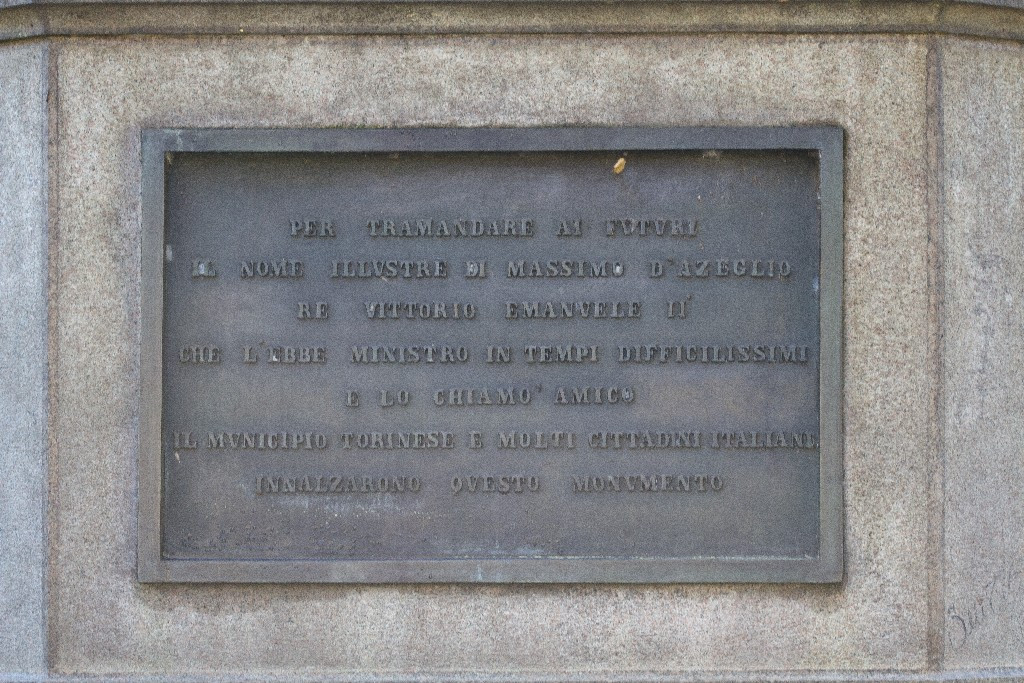 PER TRAMANDARE AI FVTVRI
IL NOME ILLVSTRE DI MASSIMO D'AZEGLIO
RE VITTORIO EMANVELE II
CHE L'EBBE MINISTRO IN TEMPI DIFFICILISSIMI
E LO CHIAMO' AMICO
IL MVNICIPIO TORINESE E MOLTI CITTADINI ITALIANI
INNALZARONO QVESTO MONVMENTO